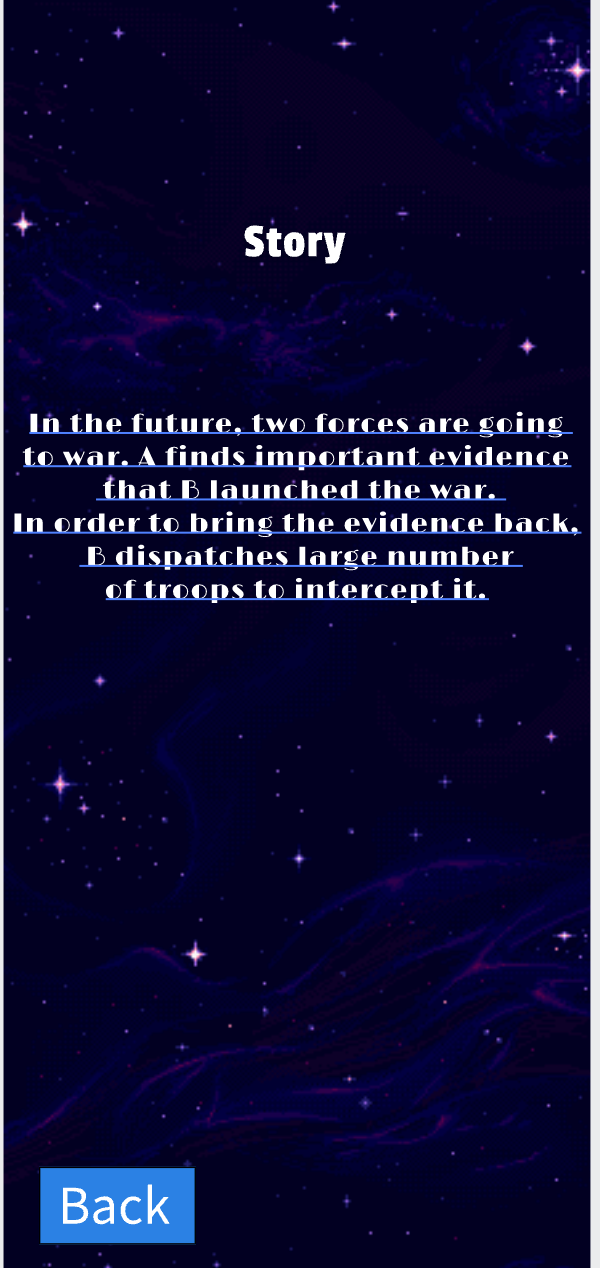 Story
In the future, two forces are going
to war. A finds important evidence
that B launched the war.
In order to bring the evidence back,
B dispatches large number
of troops to intercept it.
Back